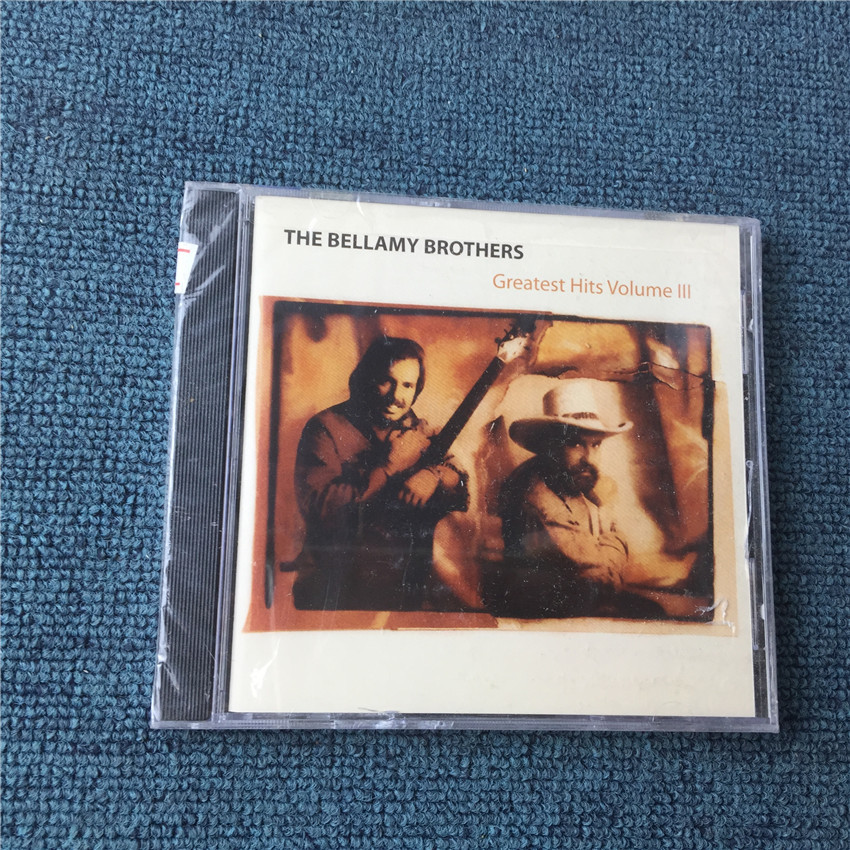 THE BELLAMY BROTHERS
Greatest Hits Volume III